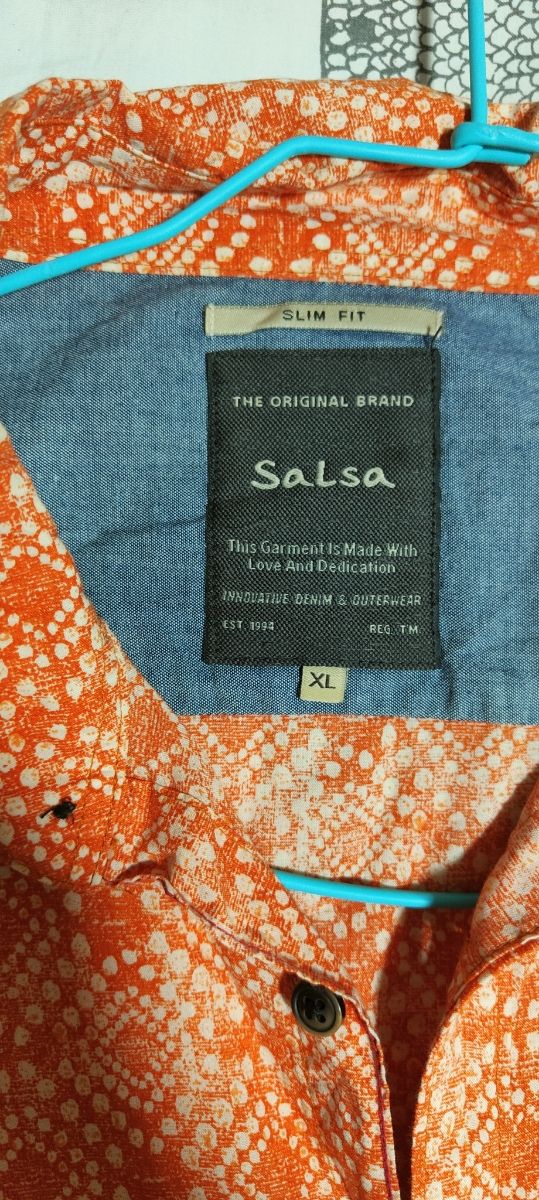 SLIM FIT
THE ORIGINAL BRAND
SaLsa
This Garment Is Made With
Love And Dedication
INNOVATIVE DENIM & OUTERWEAR
EST 1994 REG. TM
XL